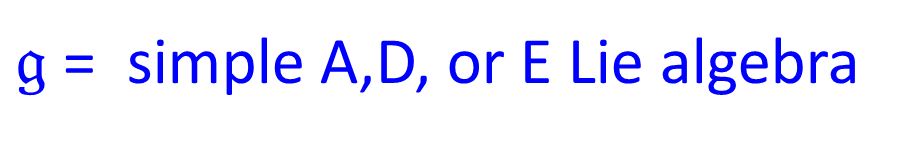 𝔤 = simple A,D, or E Lie algebra